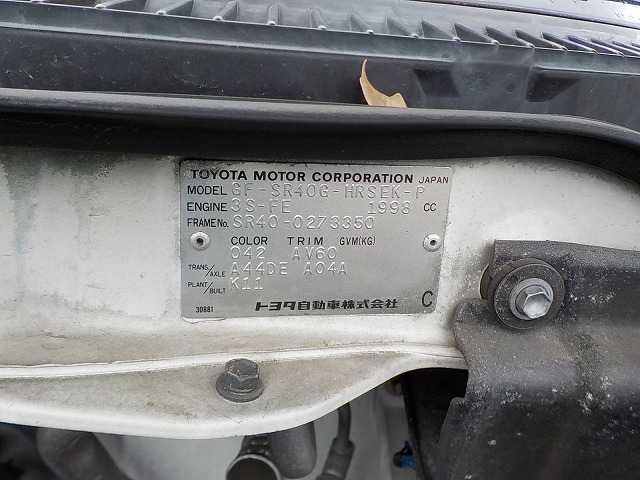 TOYOTA MOTOR CORPORATION JAPAN
MODEL GF-SR40G-HRSEK-P
ENGINE 3S-FE 1998 CC
FRAME No. SR40-0273350
COLOR TRIM GVM(KG)
042 AV60
TRANS./AXLE A44DE A04A
PLANT/BUILT K11
30881 トヨタ自動車株式会社 C